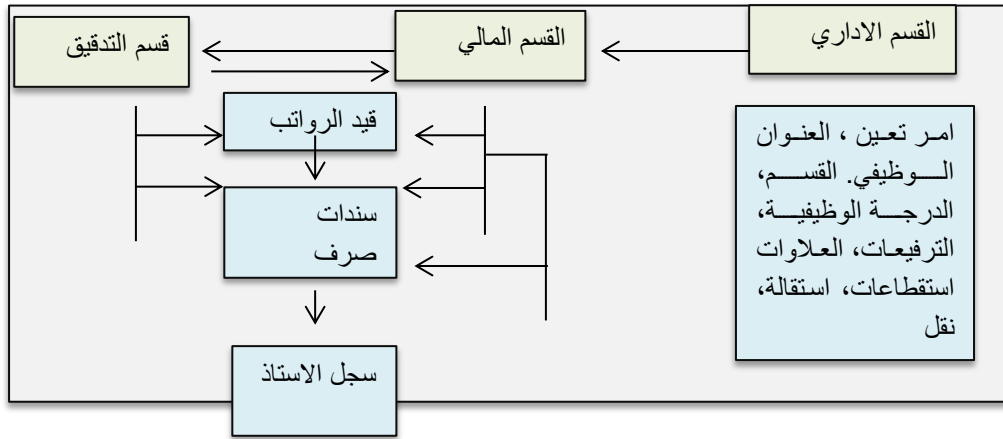 القسم الاداري
القسم المالي
قسم التدقيق
قيد الرواتب
سندات
صرف
سجل الاستاذ
امر تعين ، العنوان
الوظيفي. القسم،
الدرجة الوظيفية،
الترفيعات، العلاوات
استقطاعات، استقالة،
نقل